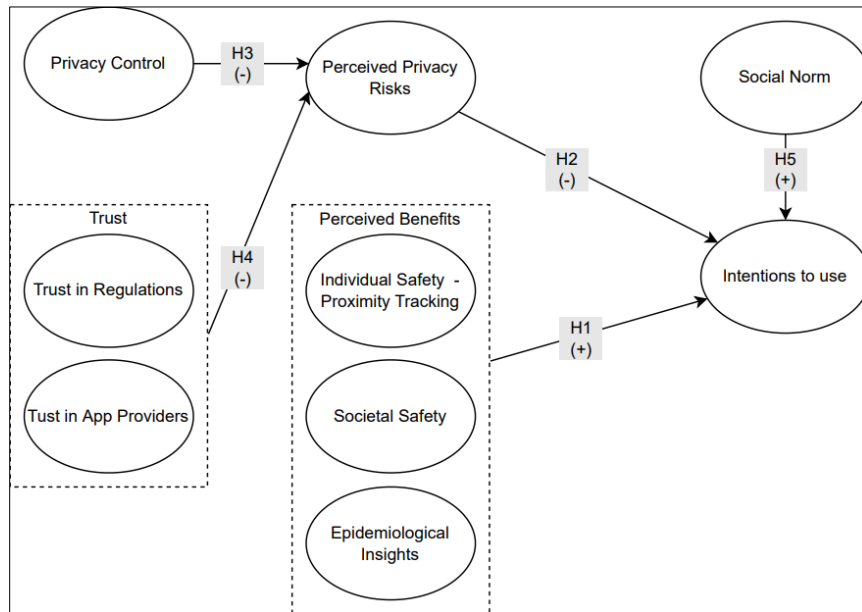 Privacy Control
H3
(-)
Perceived Privacy
Risks
Social Norm
H2
(-)
H5
(+)
Trust
Trust in Regulations
Tust in App Providers
H4
(-)
Perceived Benefits
Individual Safety -
Proximity Tracking
Societal Safety
Epidemiological
Insights
H1
(+)
Intentions to use